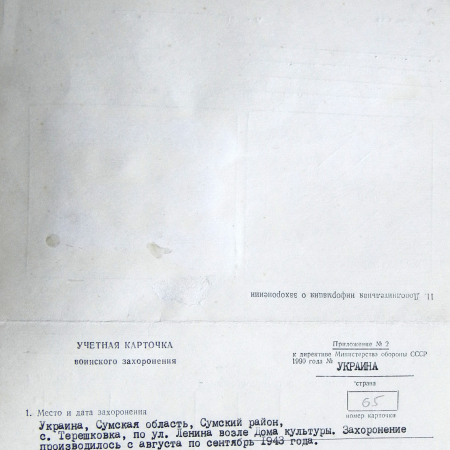 11. Дополнительная информация о захоронении
УЧЕТНАЯ КАРТОЧКА
воинского захоронения
Приложение № 2
к директиве Министерства обороны СССР
1990 года №
УКРАИНА
страна
65
номер карточки
1. Место и дата захоронения
Украина, Сумская область, Сумский район,
с. Терешковка, по ул. Ленина возле Дома культуры. Захоронение
производилось с августа по сентябрь 1943 года.